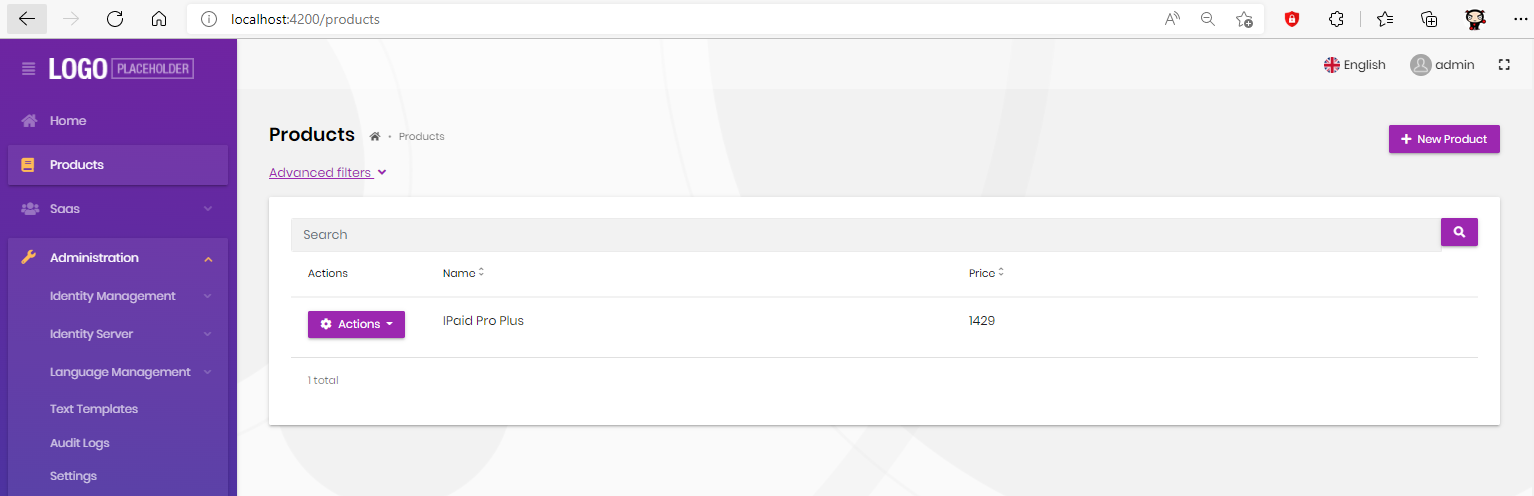 localhost:4200/products
LOGO PLACEHOLDER
English
admin
Home
Products
Saas
Administration
Identity Management
Identity Server
Language Management
Text Templates
Audit Logs
Settings
Products • Products
+ New Product
Advanced filters
Search
Actions Name Price
Actions IPaid Pro Plus 1429
1 total